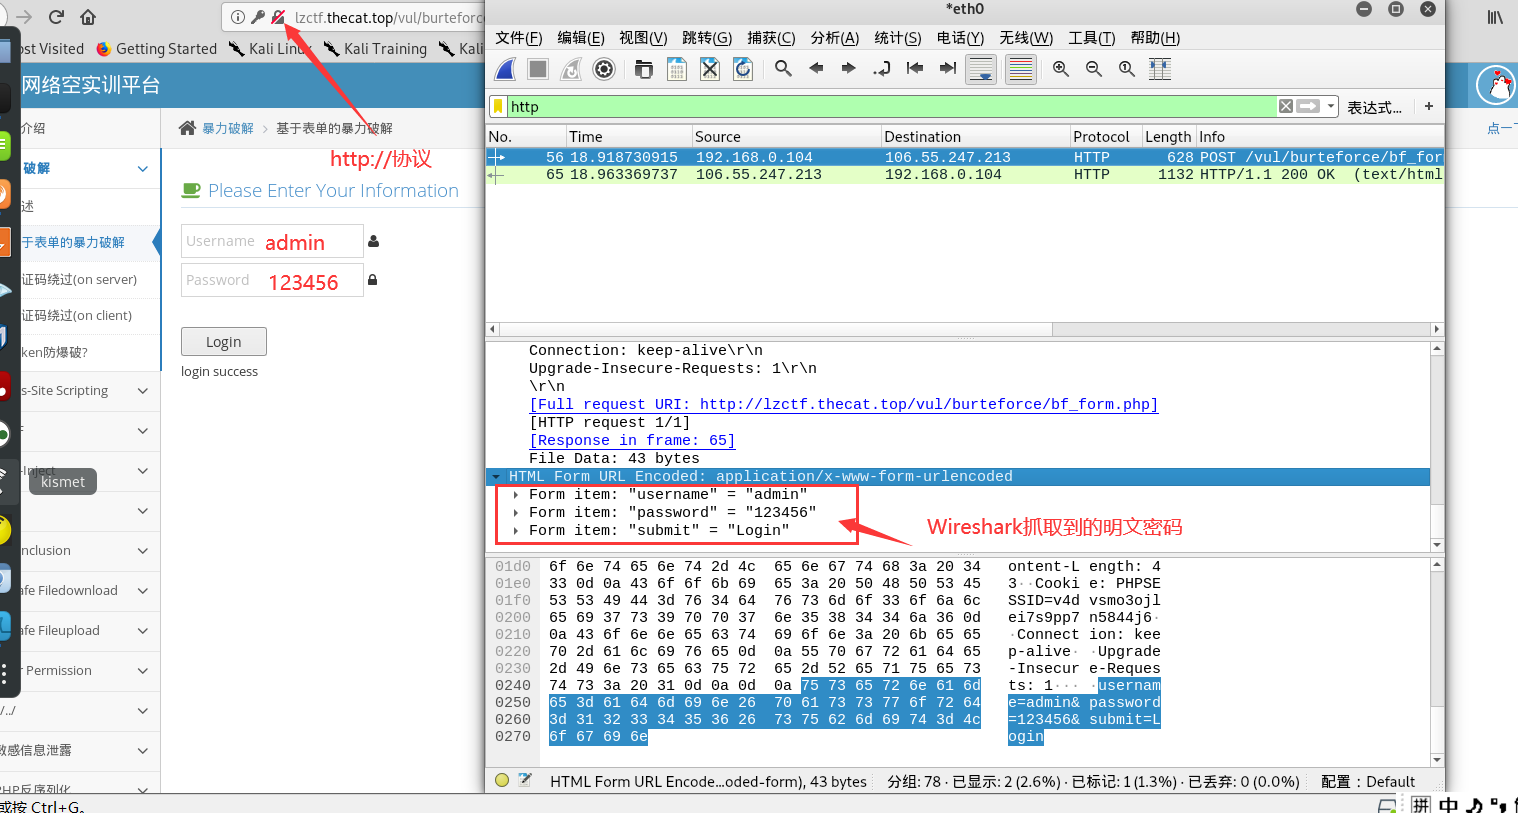 lzctf.thecat.top/vul/burteforce
ost Visited
Getting Started
Kali Linux
Kali Training
Kali
网络空实训平台
介绍
破解
述
于表单的暴力破解
证码绕过(on server)
证码绕过(on client)
ken防爆破?
s-Site Scripting
F
-Inject
kismet
nclusion
afe Filedownload
afe Fileupload
r Permission
/../
敏感信息泄露
PHP反序列化
或按 Ctrl+G。
暴力破解
基于表单的暴力破解
http://协议
Please Enter Your Information
Username admin
Password 123456
Login
login success
*eth0
文件(F) 编辑(E) 视图(V) 跳转(G) 捕获(C) 分析(A) 统计(S) 电话(Y) 无线(W) 工具(T) 帮助(H)
http
表达式… +
No. Time Source Destination Protocol Length Info
56 18.918730915 192.168.0.104 106.55.247.213 HTTP 628 POST /vul/burteforce/bf_for
65 18.963369737 106.55.247.213 192.168.0.104 HTTP 1132 HTTP/1.1 200 OK (text/html
Connection: keep-alive\r\n
Upgrade-Insecure-Requests: 1\r\n
\r\n
[Full request URI: http://lzctf.thecat.top/vul/burteforce/bf_form.php]
[HTTP request 1/1]
[Response in frame: 65]
File Data: 43 bytes
HTML Form URL Encoded: application/x-www-form-urlencoded
Form item: "username" = "admin"
Form item: "password" = "123456"
Form item: "submit" = "Login"
Wireshark抓取到的明文密码
01d0 6f 6e 74 65 6e 74 2d 4c 65 6e 67 74 68 3a 20 34 ontent-L ength: 4
01e0 33 0d 0a 43 6f 6f 6b 69 65 3a 20 50 48 50 53 45 3··Cooki e: PHPSE
01f0 53 53 49 44 3d 76 34 64 76 73 6d 6f 33 6f 6a 6c SSID=v4d vsmo3ojl
0200 65 69 37 73 39 70 70 37 6e 35 38 34 34 6a 36 0d ei7s9pp7 n5844j6·
0210 0a 43 6f 6e 6e 65 63 74 69 6f 6e 3a 20 6b 65 65 ·Connect ion: kee
0220 70 2d 61 6c 69 76 65 0d 0a 55 70 67 72 61 64 65 p-alive· ·Upgrade
0230 2d 49 6e 73 65 63 75 72 65 2d 52 65 71 75 65 73 -Insecur e-Reques
0240 74 73 3a 20 31 0d 0a 0d 0a 75 73 65 72 6e 61 6d ts: 1··· ·usernam
0250 65 3d 61 64 6d 69 6e 26 70 61 73 73 77 6f 72 64 e=admin& password
0260 3d 31 32 33 34 35 36 26 73 75 62 6d 69 74 3d 4c =123456& submit=L
0270 6f 67 69 6e ogin
HTML Form URL Encode…oded-form), 43 bytes
分组: 78 · 已显示: 2 (2.6%) · 已标记: 1 (1.3%) · 已丢弃: 0 (0.0%)
配置：Default
点一
拼 中